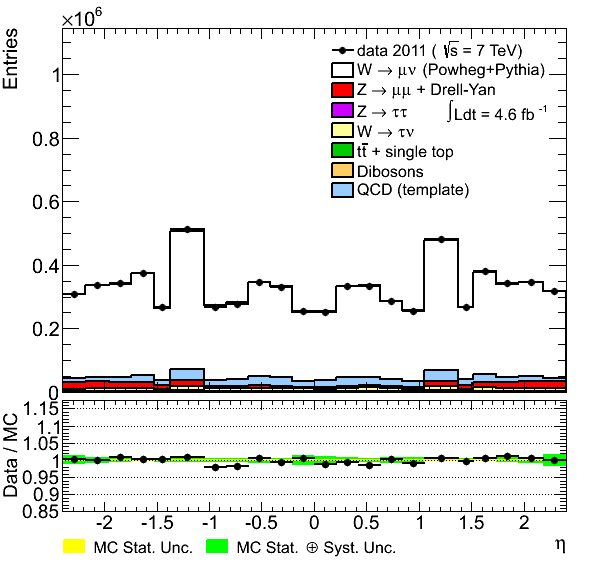 ×10⁶
Entries
1
0.8
0.6
0.4
0.2
0
data 2011 ( √s = 7 TeV)
W → μν (Powheg+Pythia)
Z → μμ + Drell-Yan
Z → ττ
∫Ldt = 4.6 fb⁻¹
W → τν
tt̅ + single top
Dibosons
QCD (template)
Data / MC
1.15
1.1
1.05
1
0.95
0.9
0.85
-2 -1.5 -1 -0.5 0 0.5 1 1.5 2
MC Stat. Unc. MC Stat. ⊕ Syst. Unc. η